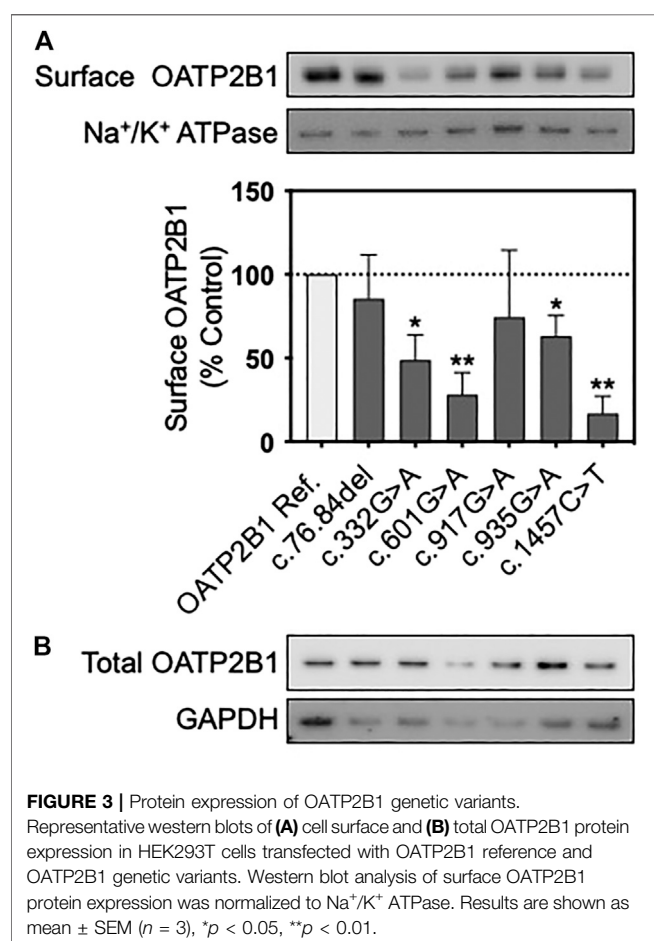 A
Surface OATP2B1
Na⁺/K⁺ ATPase
150
100
50
0
Surface OATP2B1
(% Control)
*
**
*
**
OATP2B1 Ref.
c.76.84del
c.332G>A
c.601G>A
c.917G>A
c.935G>A
c.1457C>T
B
Total OATP2B1
GAPDH
FIGURE 3 | Protein expression of OATP2B1 genetic variants.
Representative western blots of (A) cell surface and (B) total OATP2B1 protein
expression in HEK293T cells transfected with OATP2B1 reference and
OATP2B1 genetic variants. Western blot analysis of surface OATP2B1
protein expression was normalized to Na⁺/K⁺ ATPase. Results are shown as
mean ± SEM (n = 3), *p < 0.05, **p < 0.01.